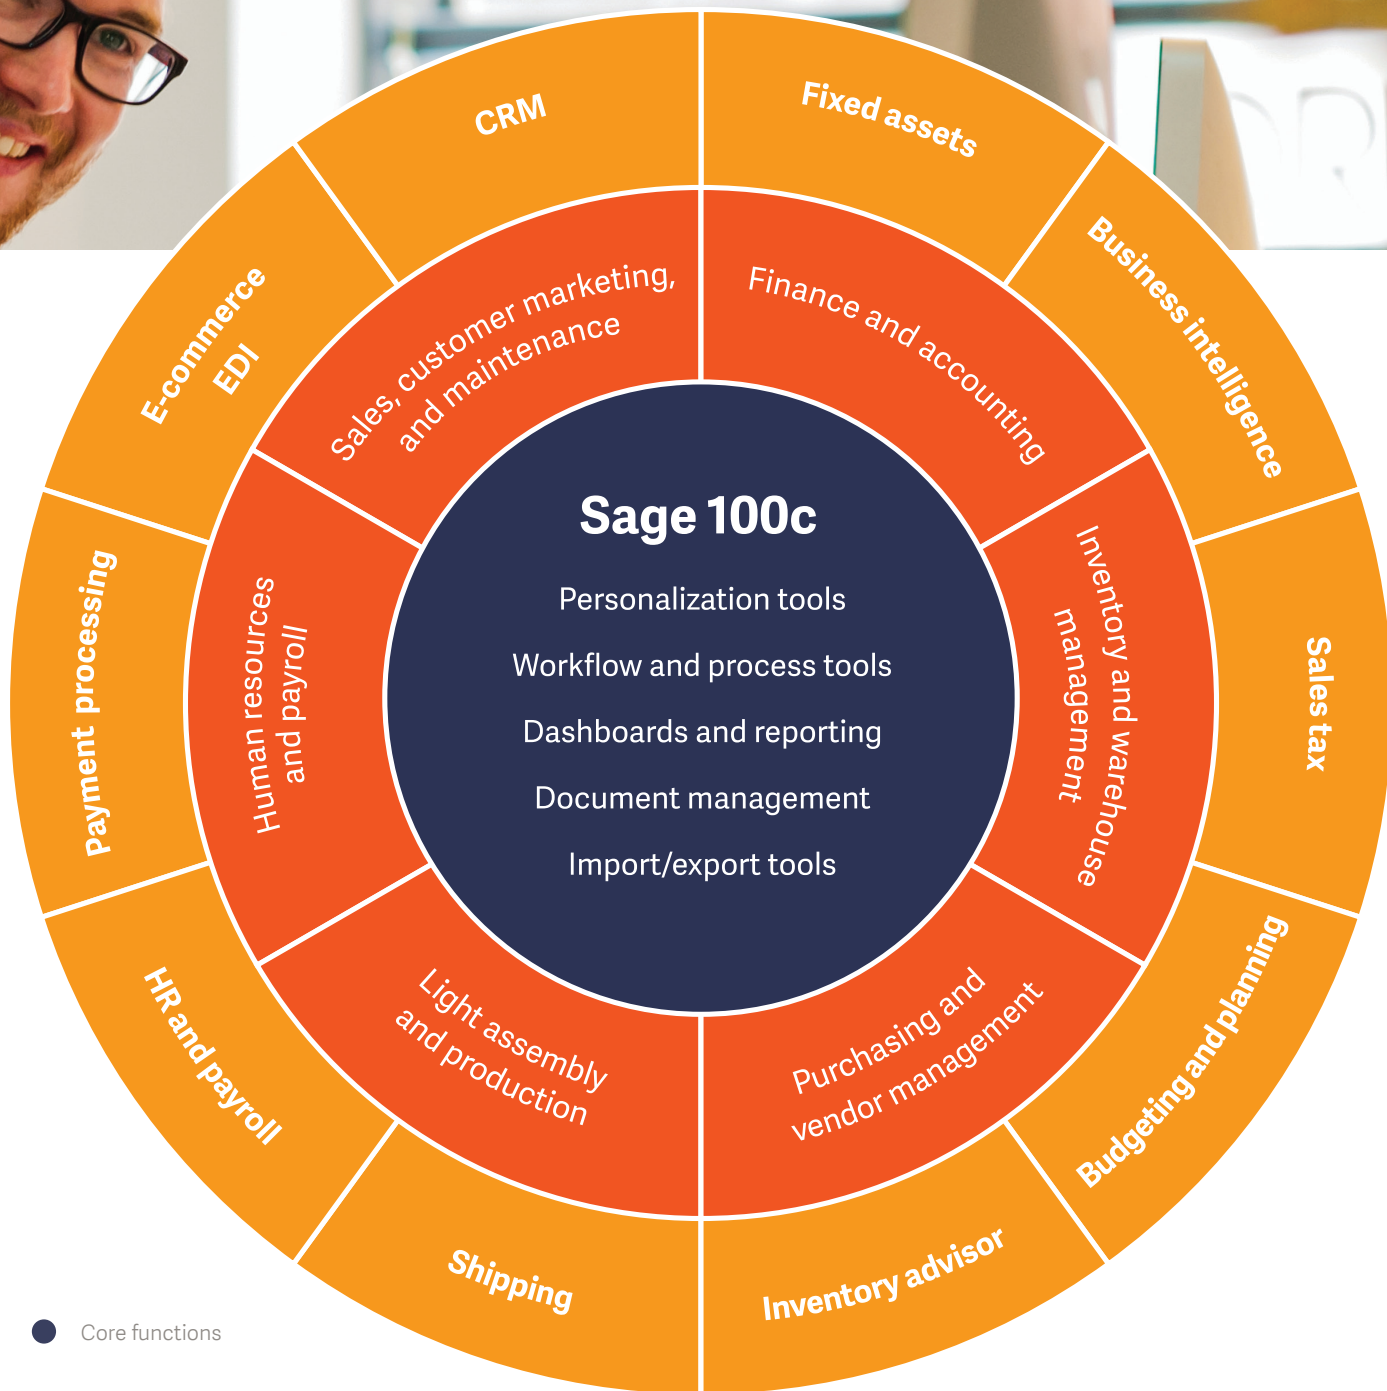 CRM
Fixed assets
Business intelligence
Sales tax
Budgeting and planning
Inventory advisor
Shipping
HR and payroll
Payment processing
E-commerce
EDI
Sales, customer marketing,
and maintenance
Finance and accounting
Inventory and warehouse
management
Purchasing and
vendor management
Light assembly
and production
Human resources
and payroll
Sage 100c
Personalization tools
Workflow and process tools
Dashboards and reporting
Document management
Import/export tools
Core functions